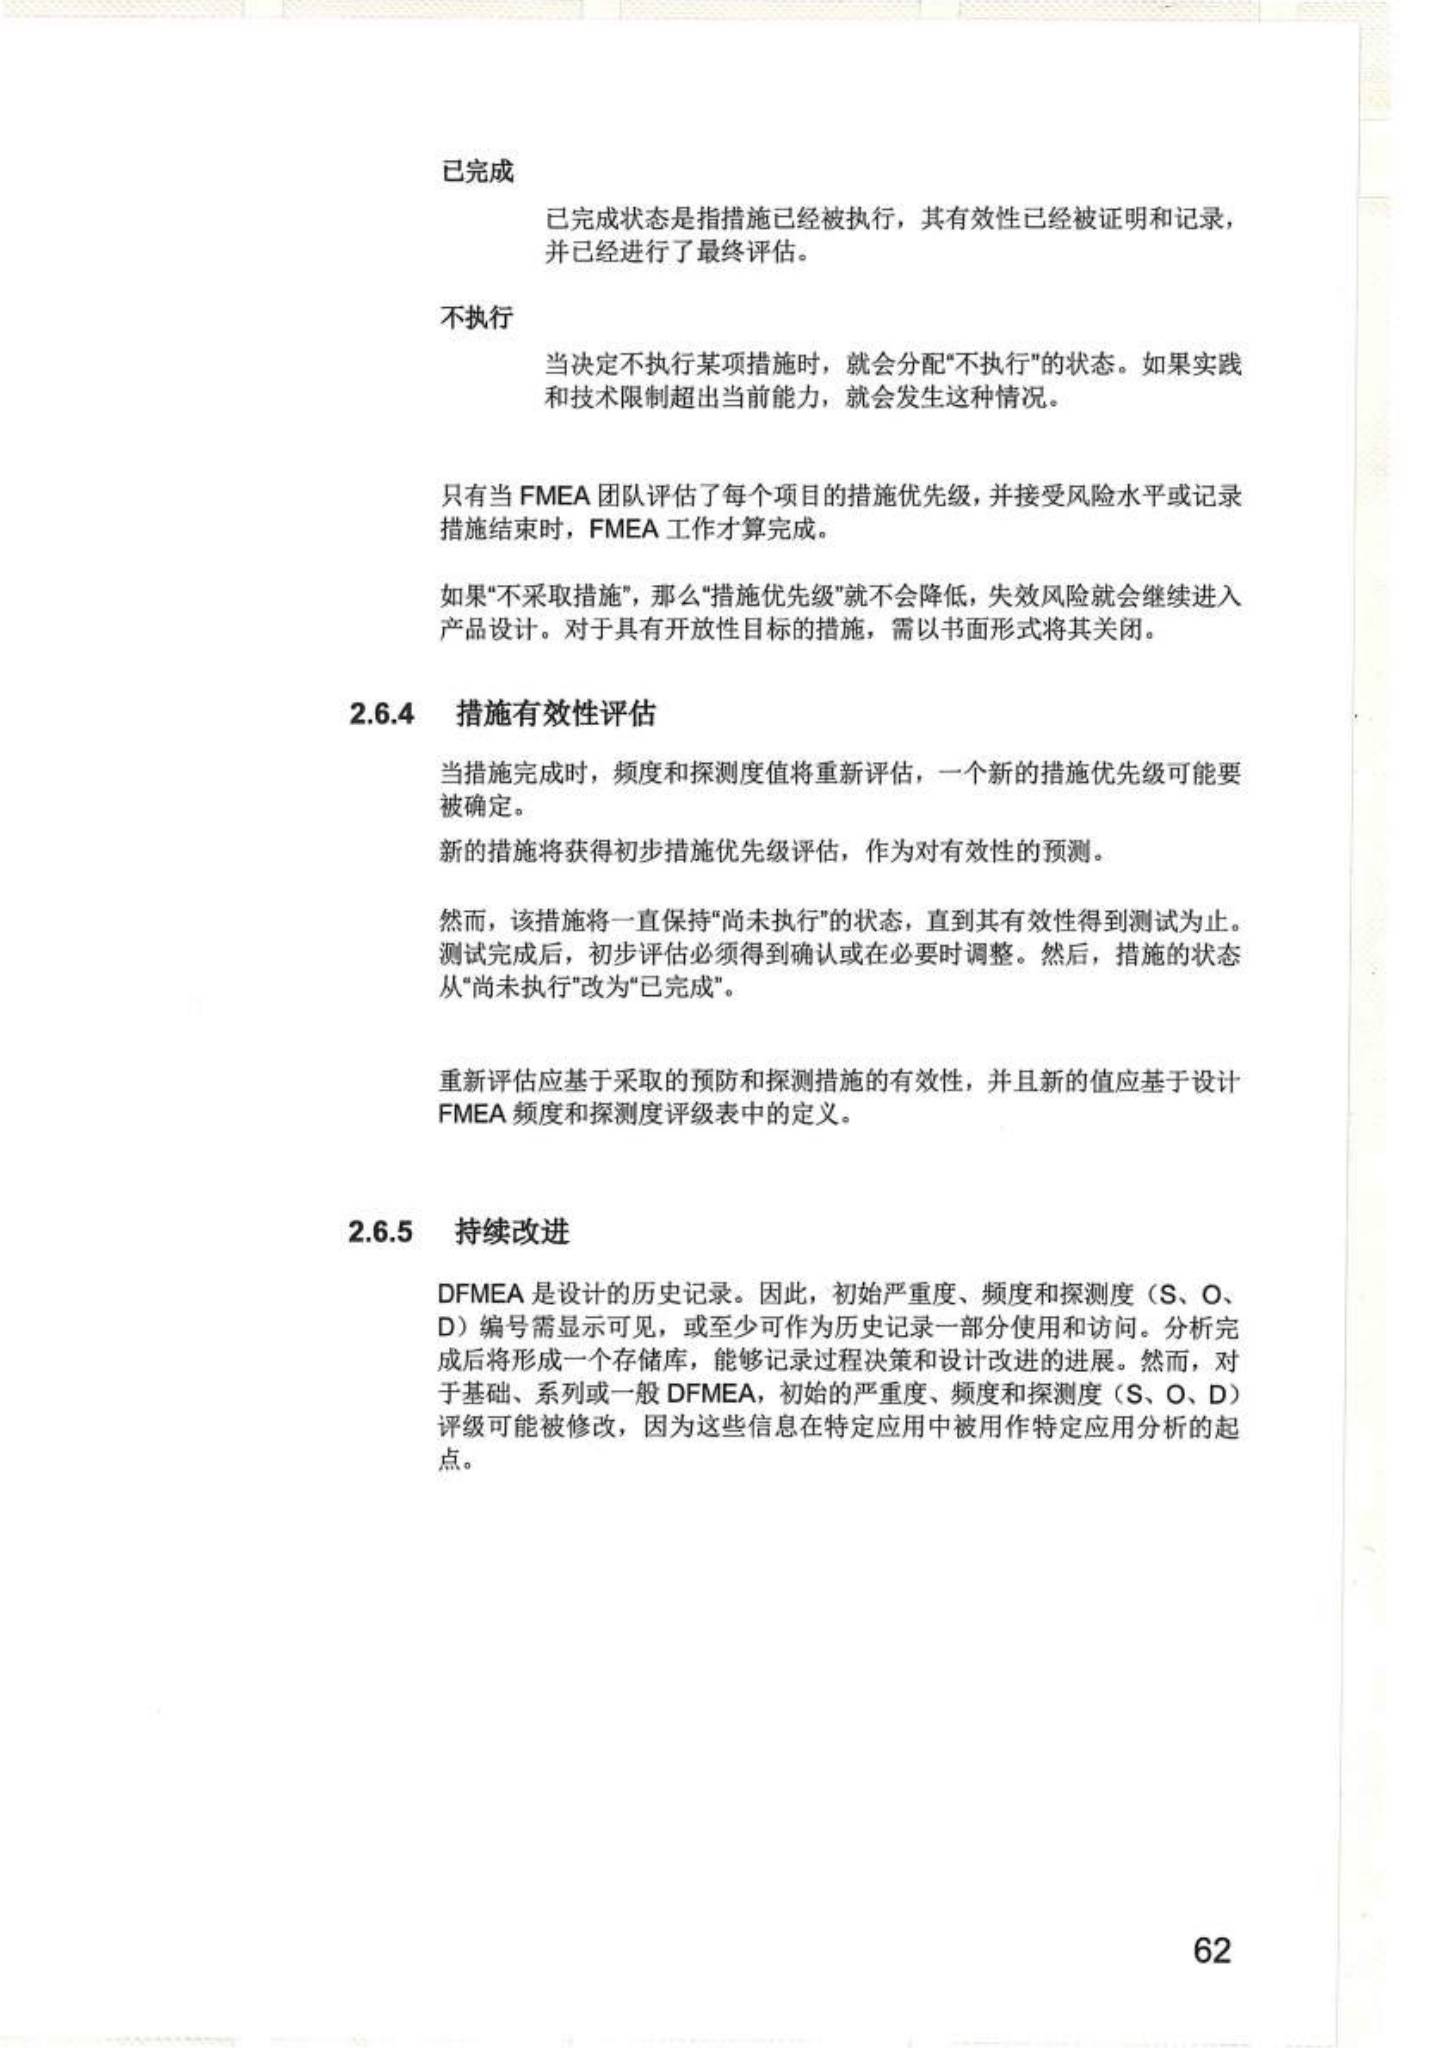 已完成
已完成状态是指措施已经被执行，其有效性已经被证明和记录，
并已经进行了最终评估。
不执行
当决定不执行某项措施时，就会分配“不执行”的状态。如果实践
和技术限制超出当前能力，就会发生这种情况。
只有当 FMEA 团队评估了每个项目的措施优先级，并接受风险水平或记录
措施结束时，FMEA 工作才算完成。
如果“不采取措施”，那么“措施优先级”就不会降低，失效风险就会继续进入
产品设计。对于具有开放性目标的措施，需以书面形式将其关闭。
2.6.4 措施有效性评估
当措施完成时，频度和探测度值将重新评估，一个新的措施优先级可能要
被确定。
新的措施将获得初步措施优先级评估，作为对有效性的预测。
然而，该措施将一直保持“尚未执行”的状态，直到其有效性得到测试为止。
测试完成后，初步评估必须得到确认或在必要时调整。然后，措施的状态
从“尚未执行”改为“已完成”。
重新评估应基于采取的预防和探测措施的有效性，并且新的值应基于设计
FMEA 频度和探测度评级表中的定义。
2.6.5 持续改进
DFMEA 是设计的历史记录。因此，初始严重度、频度和探测度（S、O、
D）编号需显示可见，或至少可作为历史记录一部分使用和访问。分析完
成后将形成一个存储库，能够记录过程决策和设计改进的进展。然而，对
于基础、系列或一般 DFMEA，初始的严重度、频度和探测度（S、O、D）
评级可能被修改，因为这些信息在特定应用中被用作特定应用分析的起
点。
62